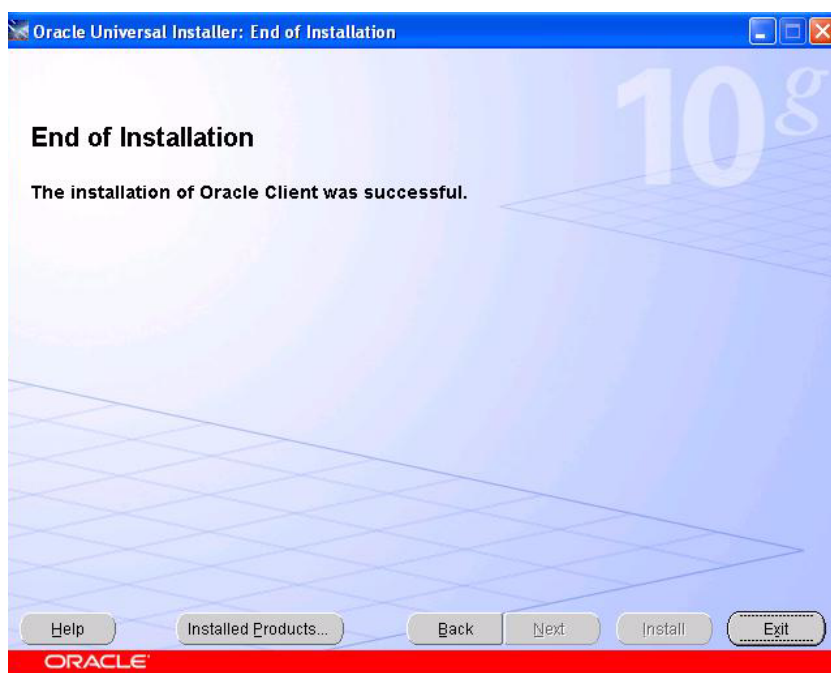 Oracle Universal Installer: End of Installation
10g
End of Installation
The installation of Oracle Client was successful.
Help
Installed Products...
Back
Next
Install
Exit
ORACLE